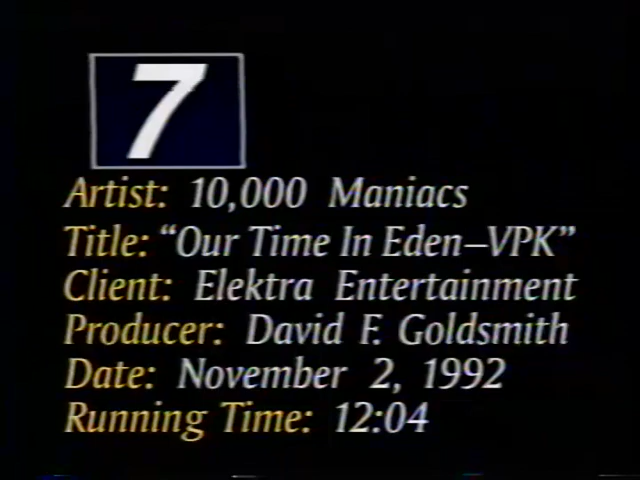 7
Artist: 10,000 Maniacs
Title: “Our Time In Eden–VPK”
Client: Elektra Entertainment
Producer: David F. Goldsmith
Date: November 2, 1992
Running Time: 12:04